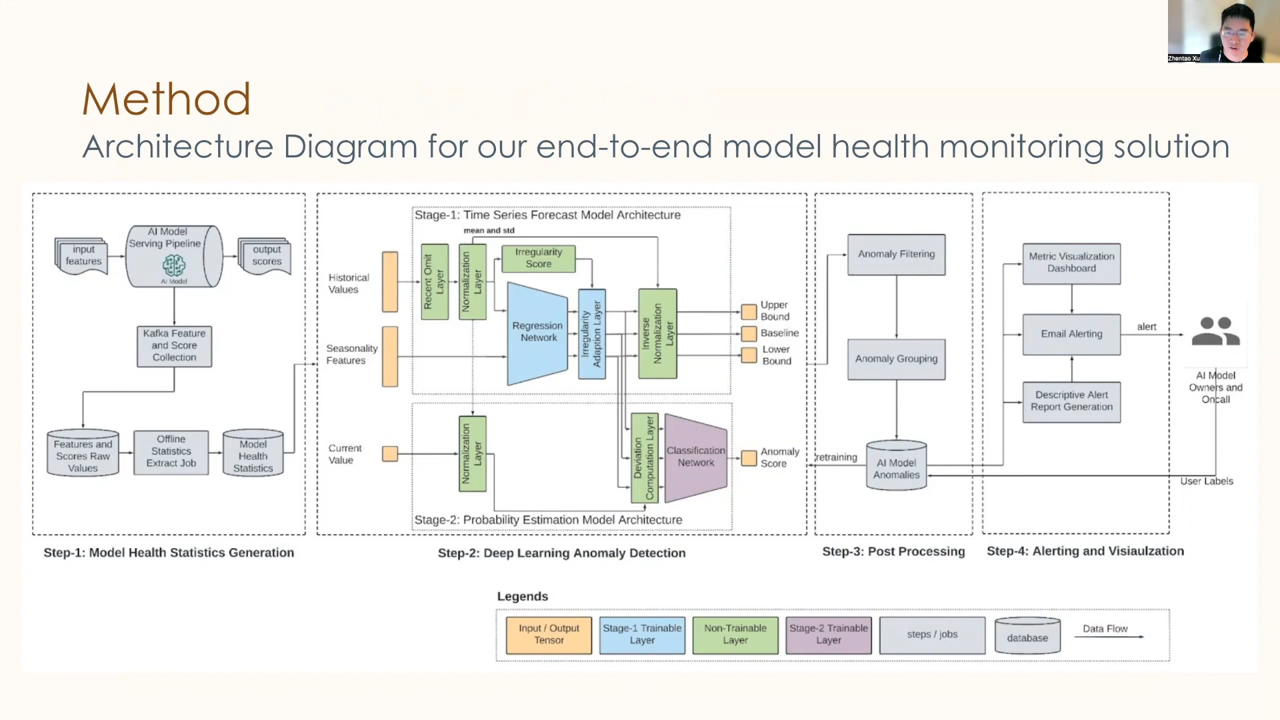 Zhentao Xu
Method
Architecture Diagram for our end-to-end model health monitoring solution
input
features
AI Model
Serving Pipeline
AI Model
output
scores
Kafka Feature
and Score
Collection
Features and
Scores Raw
Values
Offline
Statistics
Extract Job
Model
Health
Statistics
Step-1: Model Health Statistics Generation
Stage-1: Time Series Forecast Model Architecture
mean and std
Historical
Values
Recent Omit
Layer
Normalization
Layer
Irregularity
Score
Seasonality
Features
Regression
Network
Irregularity
Adaption Layer
Inverse
Normalization
Layer
Upper
Bound
Baseline
Lower
Bound
Current
Value
Normalization
Layer
Deviation
Computation Layer
Classification
Network
Anomaly
Score
Stage-2: Probability Estimation Model Architecture
Step-2: Deep Learning Anomaly Detection
Anomaly Filtering
Anomaly Grouping
retraining
AI Model
Anomalies
Step-3: Post Processing
Metric Visualization
Dashboard
Email Alerting
alert
Descriptive Alert
Report Generation
AI Model
Owners and
Oncall
User Labels
Step-4: Alerting and Visiaulzation
Legends
Input / Output
Tensor
Stage-1 Trainable
Layer
Non-Trainable
Layer
Stage-2 Trainable
Layer
steps / jobs
database
Data Flow